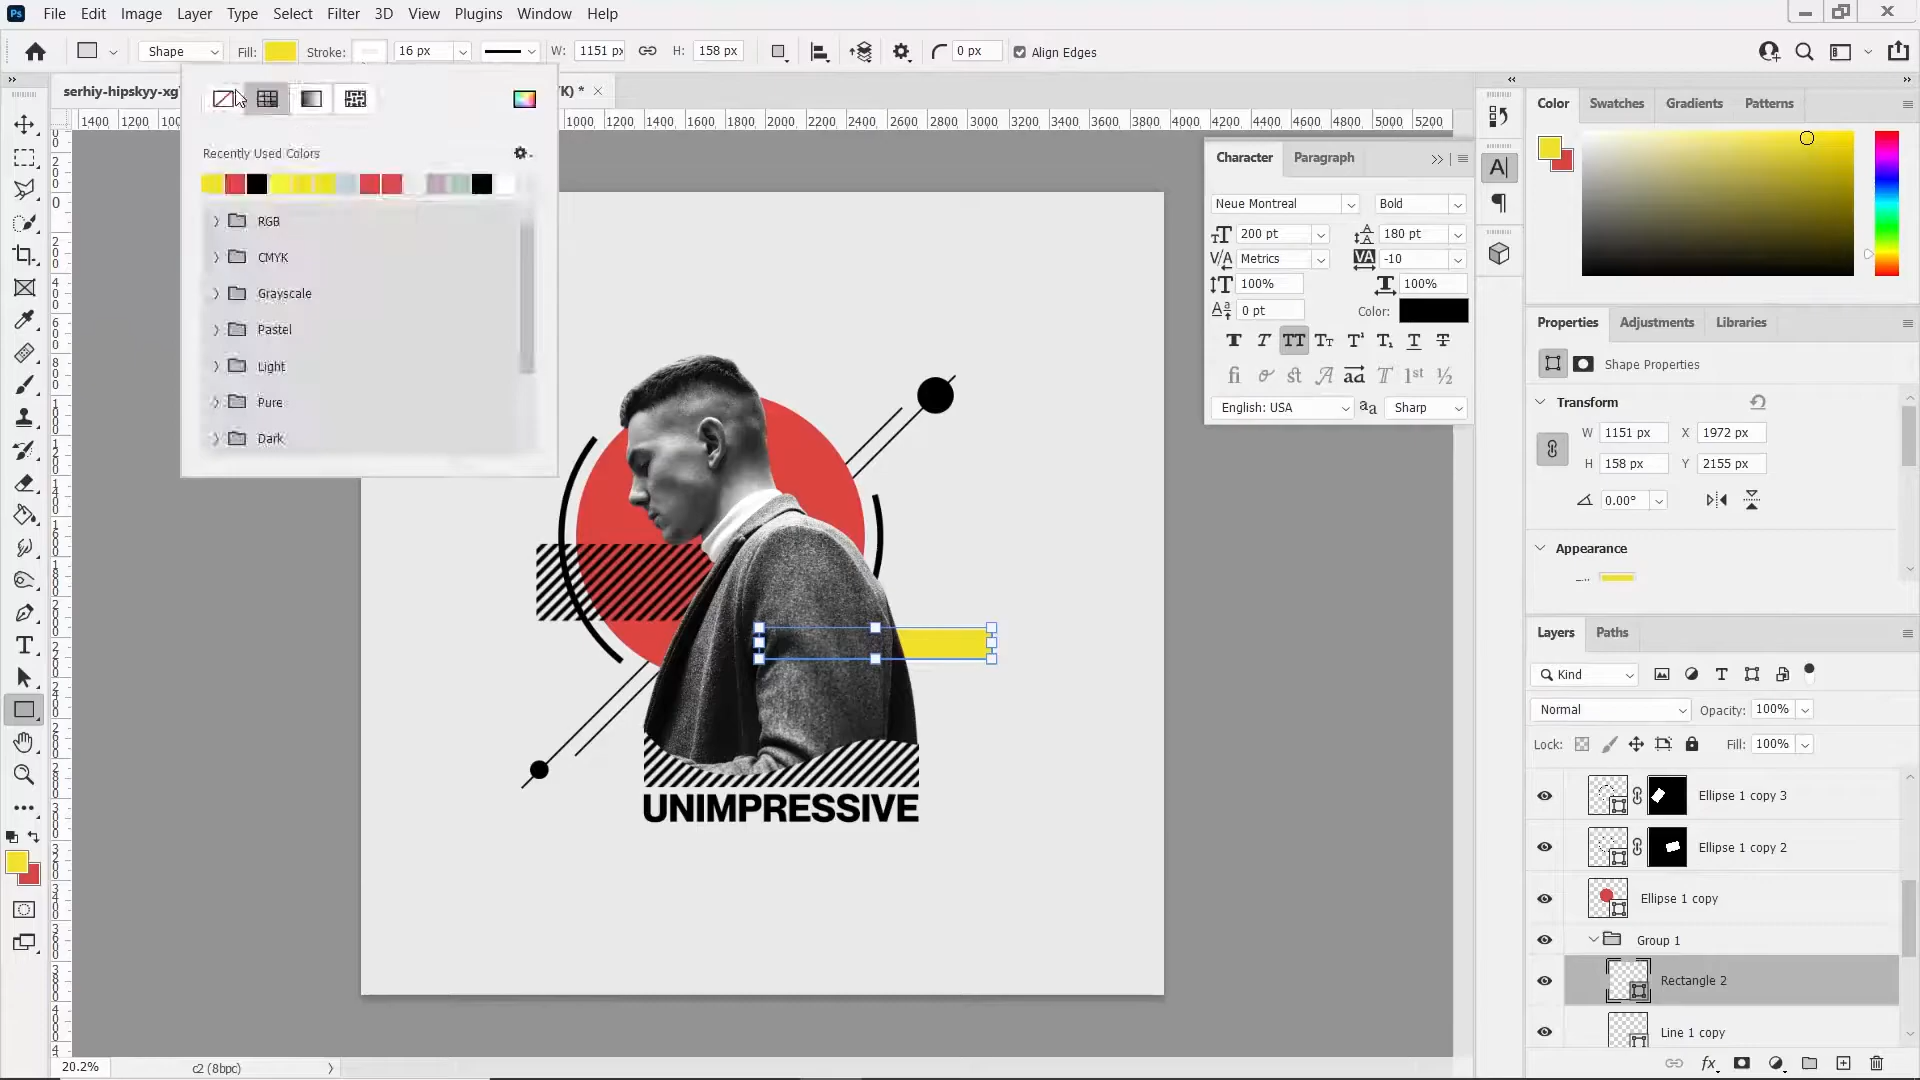 Ps File Edit Image Layer Type Select Filter 3D View Plugins Window Help
Shape Fill: Stroke: 16 px W: 1151 px H: 158 px 0 px Align Edges
serhiy-hipskyy-xg K) *
1400 1200 1000 1200 1400 1600 1800 2000 2200 2400 2600 2800 3000 3200 3400 3600 3800 4000 4200 4400 4600 4800 5000 5200
Recently Used Colors
RGB
CMYK
Grayscale
Pastel
Light
Pure
Dark
UNIMPRESSIVE
Character Paragraph
Neue Montreal Bold
200 pt 180 pt
Metrics -10
100% 100%
0 pt Color:
English: USA Sharp
Color Swatches Gradients Patterns
Properties Adjustments Libraries
Shape Properties
Transform
W 1151 px X 1972 px
H 158 px Y 2155 px
0.00°
Appearance
Layers Paths
Kind
Normal Opacity: 100%
Lock: Fill: 100%
Ellipse 1 copy 3
Ellipse 1 copy 2
Ellipse 1 copy
Group 1
Rectangle 2
Line 1 copy
20.2% c2 (8bpc)